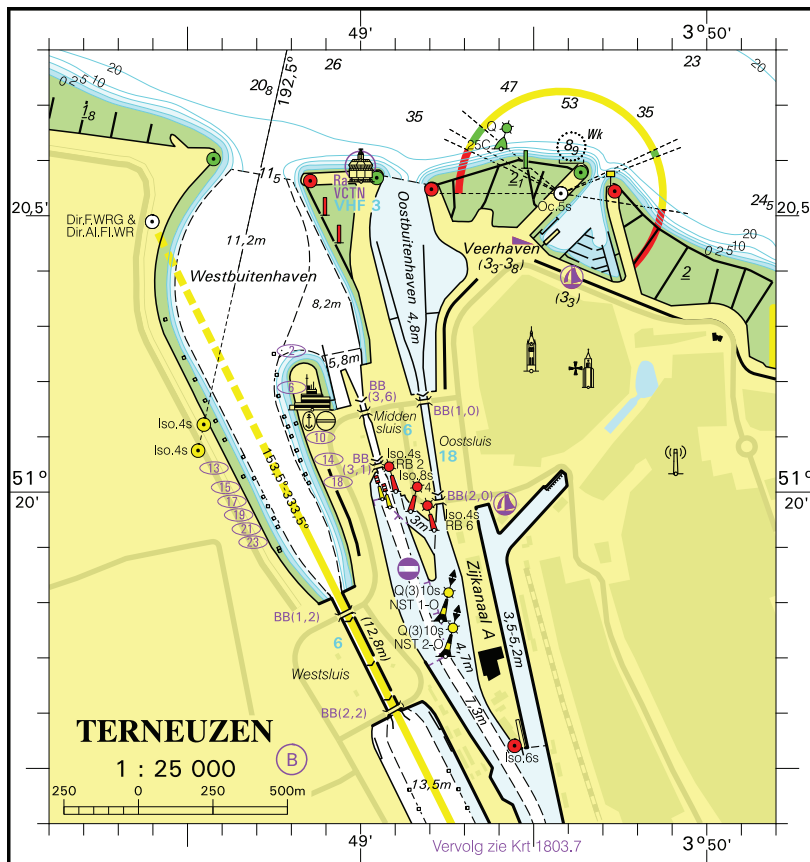 49'
3° 50'
20
26
20₈
192,5°
47
53
35
35
23
20
10
5
2
0
1₈
Q
25C
Wk
8₉
2₁
Ra
VCTN
VHF 3
11₅
20,5'
20,5'
Dir.F.WRG &
Dir.Al.Fl.WR
Oc.5s
24₅
0 2 5 10
11,2m
Westbuitenhaven
Oostbuitenhaven
Veerhaven
(3₃-3₈)
(3₃)
2
8,2m
4,8m
2
5,8m
6
BB
(3,6)
BB(1,0)
Midden
sluis
6
Oostsluis
18
Iso.4s
Iso.4s
10
14
18
BB
(3,1)
Iso.4s
RB 2
Iso.8s
4
13
15
17
19
21
23
153,5°-333,5°
51°
20'
51°
20'
BB(2,0)
Iso.4s
RB 6
3m
Zijkanaal A
3,5-5,2m
Q(3)10s
NST 1-O
Q(3)10s
NST 2-O
4,7m
7,3m
BB(1,2)
6
(12,8m)
Westsluis
BB(2,2)
Iso.6s
13,5m
TERNEUZEN
B
1 : 25 000
250 0 250 500m
49'
3° 50'
Vervolg zie Krt 1803.7